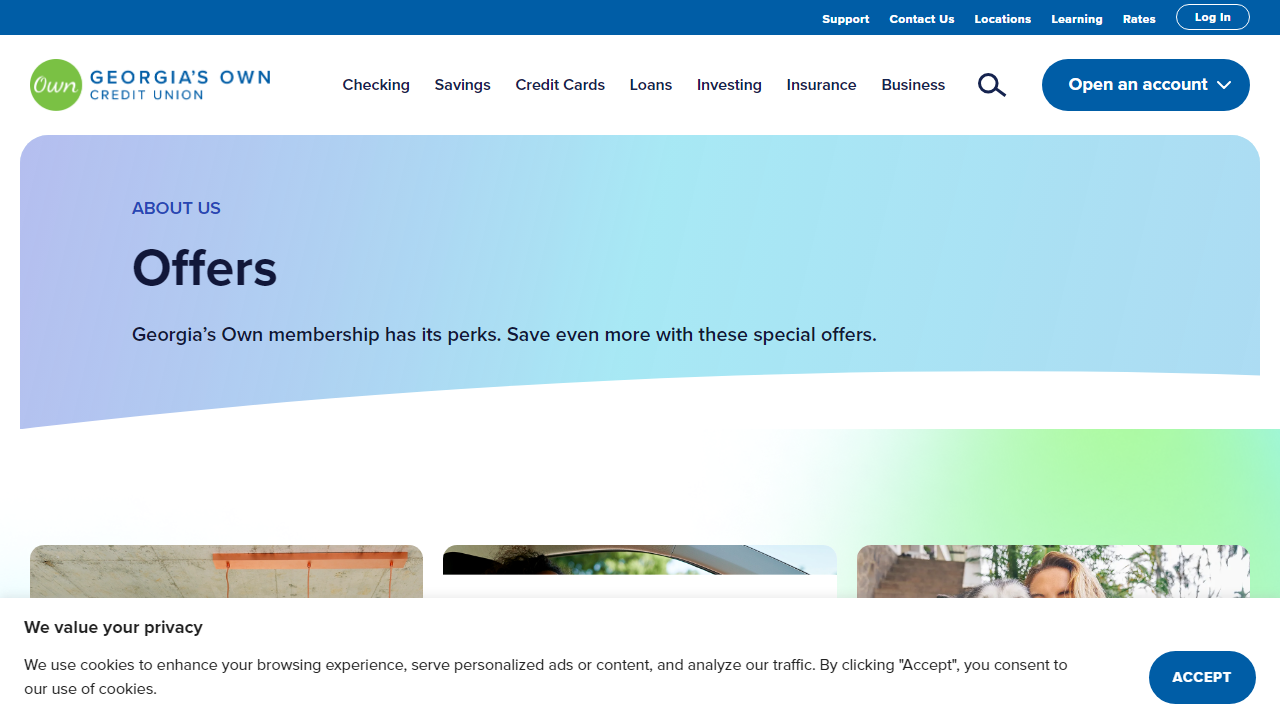 Support Contact Us Locations Learning Rates Log In
Own GEORGIA'S OWN
CREDIT UNION
Checking Savings Credit Cards Loans Investing Insurance Business Open an account
ABOUT US
Offers
Georgia’s Own membership has its perks. Save even more with these special offers.
We value your privacy
We use cookies to enhance your browsing experience, serve personalized ads or content, and analyze our traffic. By clicking "Accept", you consent to
our use of cookies.
ACCEPT